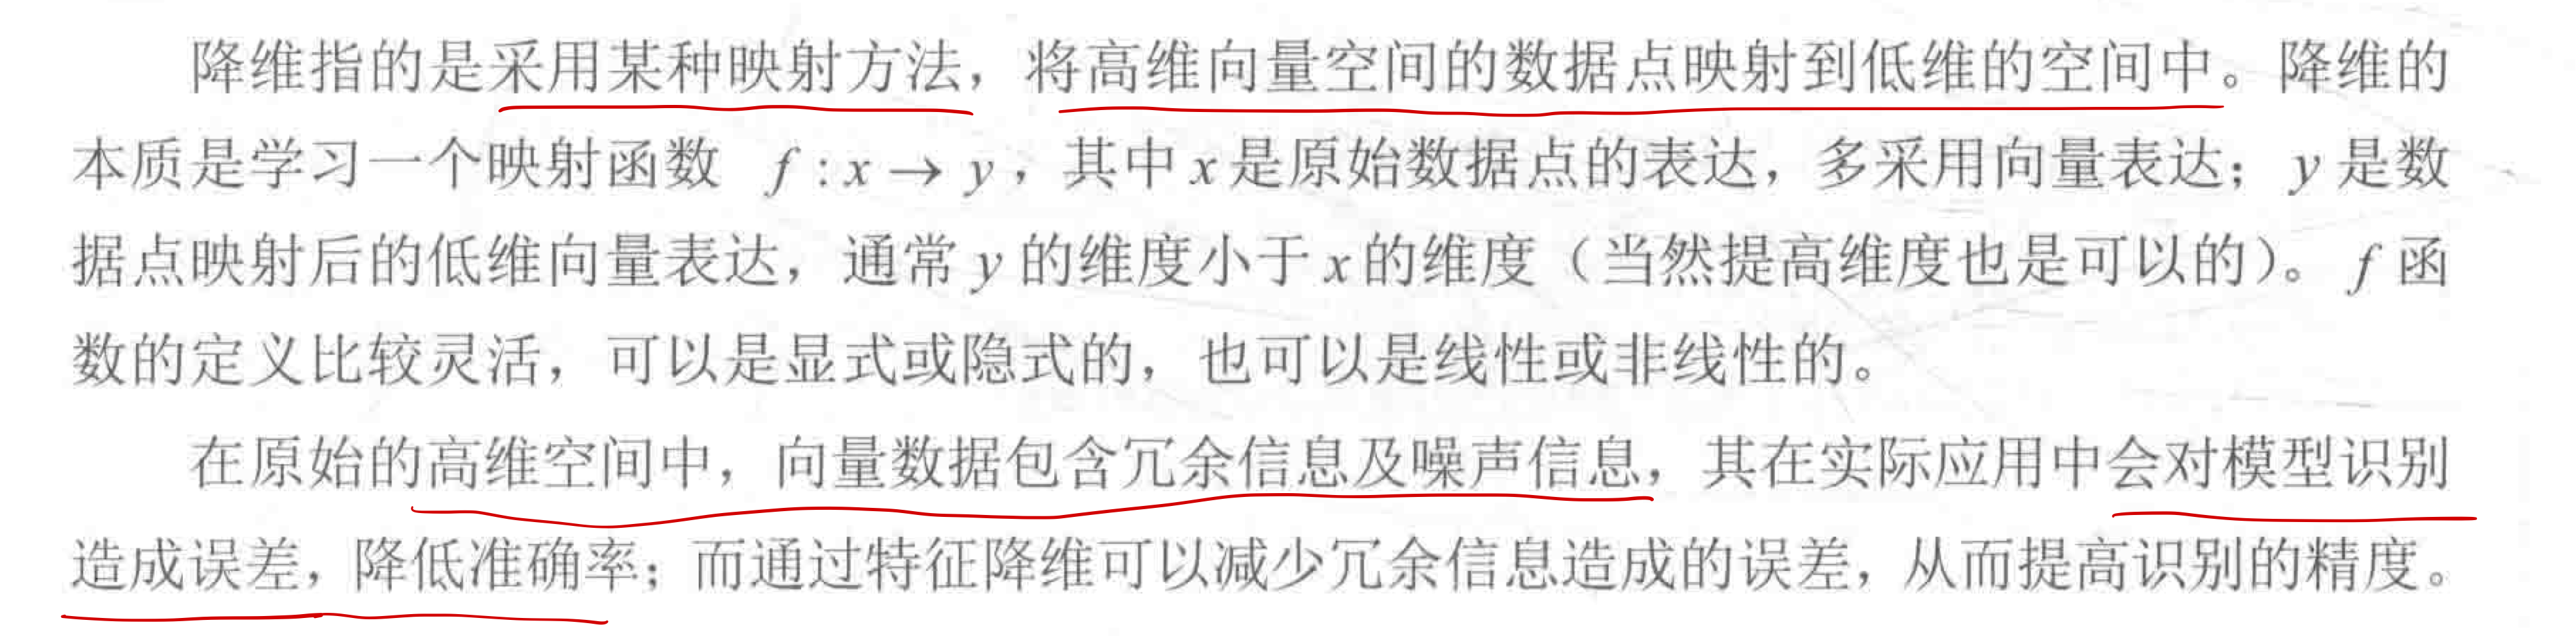 降维指的是采用某种映射方法，将高维向量空间的数据点映射到低维的空间中。降维的
本质是学习一个映射函数 f : x → y，其中 x 是原始数据点的表达，多采用向量表达；y 是数
据点映射后的低维向量表达，通常 y 的维度小于 x 的维度（当然提高维度也是可以的）。f 函
数的定义比较灵活，可以是显式或隐式的，也可以是线性或非线性的。
在原始的高维空间中，向量数据包含冗余信息及噪声信息，其在实际应用中会对模型识别
造成误差，降低准确率；而通过特征降维可以减少冗余信息造成的误差，从而提高识别的精度。